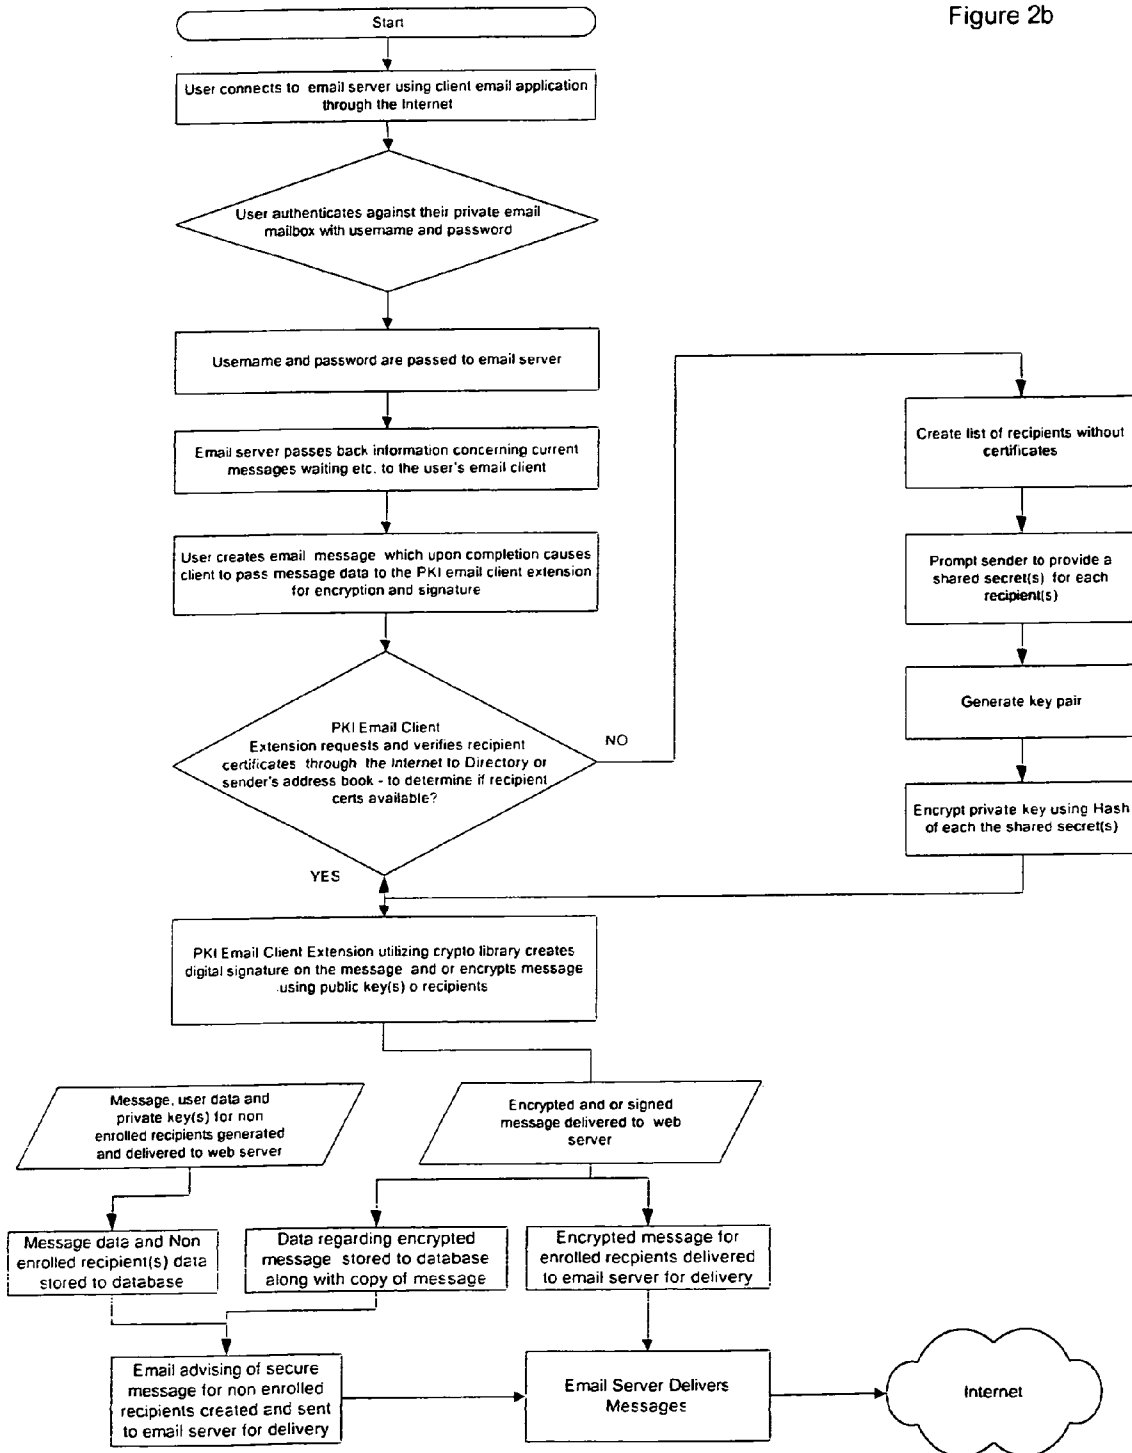 Figure 2b
Start
User connects to email server using client email application
through the Internet
User authenticates against their private email
mailbox with username and password
Username and password are passed to email server
Email server passes back information concerning current
messages waiting etc. to the user's email client
User creates email message which upon completion causes
client to pass message data to the PKI email client extension
for encryption and signature
PKI Email Client
Extension requests and verifies recipient
certificates through the Internet to Directory or
sender's address book - to determine if recipient
certs available?
NO
YES
Create list of recipients without
certificates
Prompt sender to provide a
shared secret(s) for each
recipient(s)
Generate key pair
Encrypt private key using Hash
of each the shared secret(s)
PKI Email Client Extension utilizing crypto library creates
digital signature on the message and or encrypts message
using public key(s) o recipients
Message, user data and
private key(s) for non
enrolled recipients generated
and delivered to web server
Encrypted and or signed
message delivered to web
server
Message data and Non
enrolled recipient(s) data
stored to database
Data regarding encrypted
message stored to database
along with copy of message
Encrypted message for
enrolled recpients delivered
to email server for delivery
Email advising of secure
message for non enrolled
recipients created and sent
to email server for delivery
Email Server Delivers
Messages
Internet